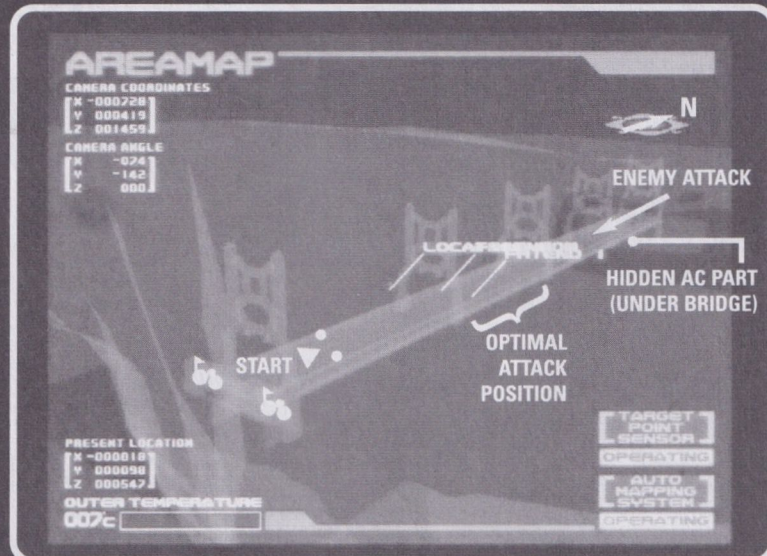 AREAMAP
CAMERA COORDINATES
X -000728
Y 000419
Z 001459
CAMERA ANGLE
X -074
Y -142
Z 000
N
ENEMY ATTACK
HIDDEN AC PART
(UNDER BRIDGE)
START
OPTIMAL
ATTACK
POSITION
TARGET
POINT
SENSOR
OPERATING
AUTO
MAPPING
SYSTEM
OPERATING
PRESENT LOCATION
X -000018
Y 000098
Z 000547
OUTER TEMPERATURE
007°c